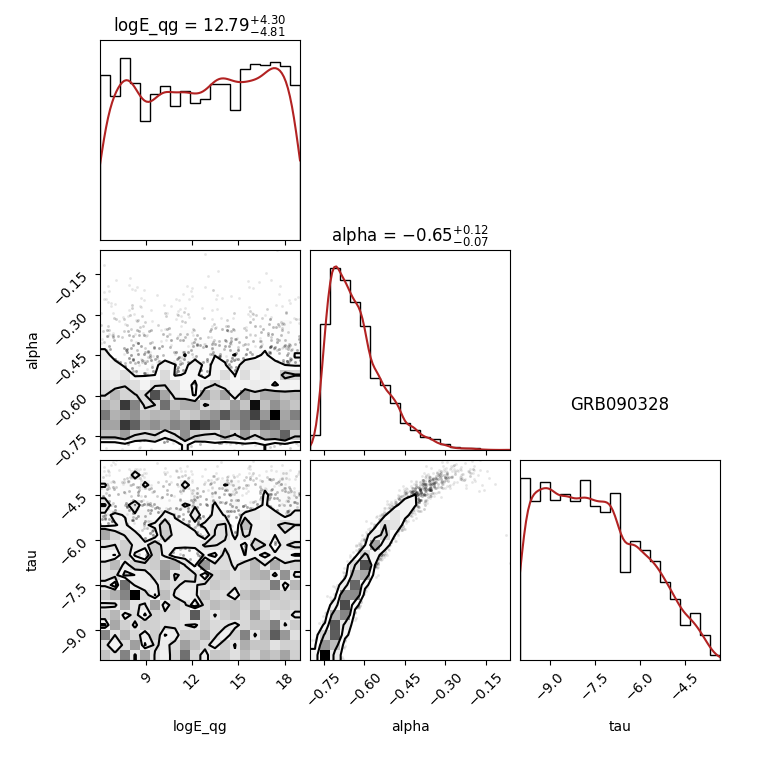 logE_qg = 12.79^{+4.30}_{−4.81}
alpha = −0.65^{+0.12}_{−0.07}
GRB090328
alpha
−0.15
−0.30
−0.45
−0.60
−0.75
tau
−4.5
−6.0
−7.5
−9.0
9 12 15 18
−0.75 −0.60 −0.45 −0.30 −0.15
−9.0 −7.5 −6.0 −4.5
logE_qg alpha tau